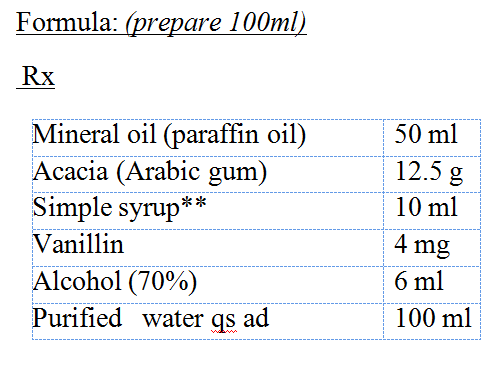 Formula: (prepare 100ml)
Rx
Mineral oil (paraffin oil) 50 ml
Acacia (Arabic gum) 12.5 g
Simple syrup** 10 ml
Vanillin 4 mg
Alcohol (70%) 6 ml
Purified water qs ad 100 ml